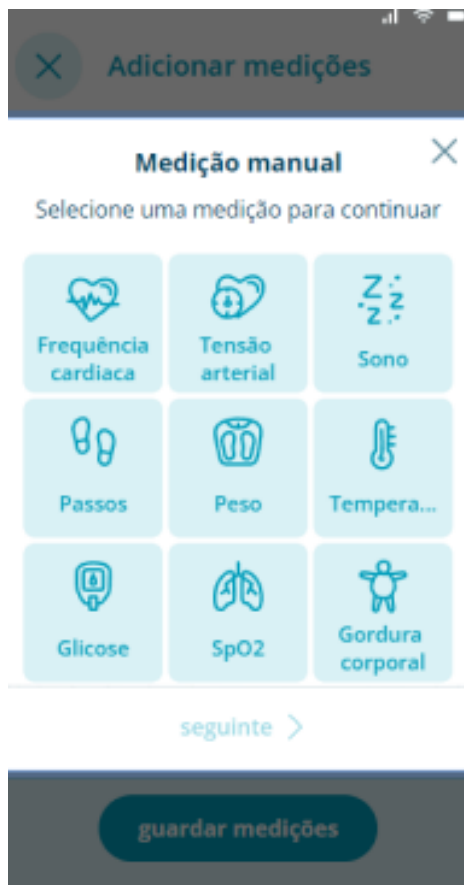 Adicionar medições
Medição manual
Selecione uma medição para continuar
Frequência
cardiaca
Tensão
arterial
Sono
Passos
Peso
Tempera...
Glicose
SpO2
Gordura
corporal
seguinte
guardar medições